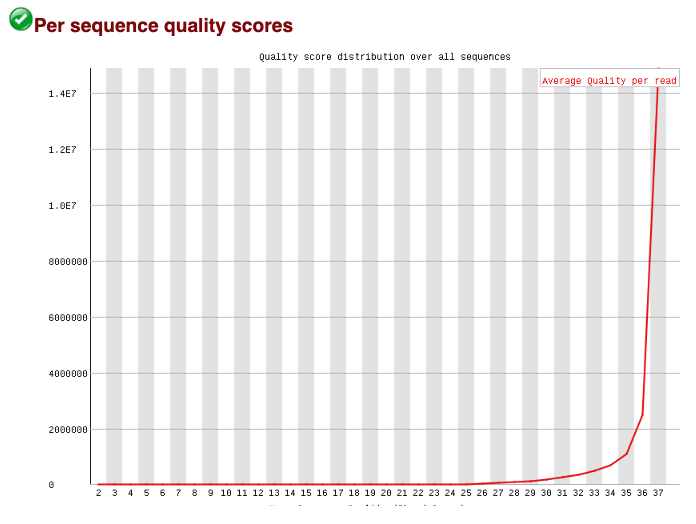 Per sequence quality scores
Quality score distribution over all sequences
Average Quality per read
1.4E7
1.2E7
1.0E7
8000000
6000000
4000000
2000000
0
2 3 4 5 6 7 8 9 10 11 12 13 14 15 16 17 18 19 20 21 22 23 24 25 26 27 28 29 30 31 32 33 34 35 36 37